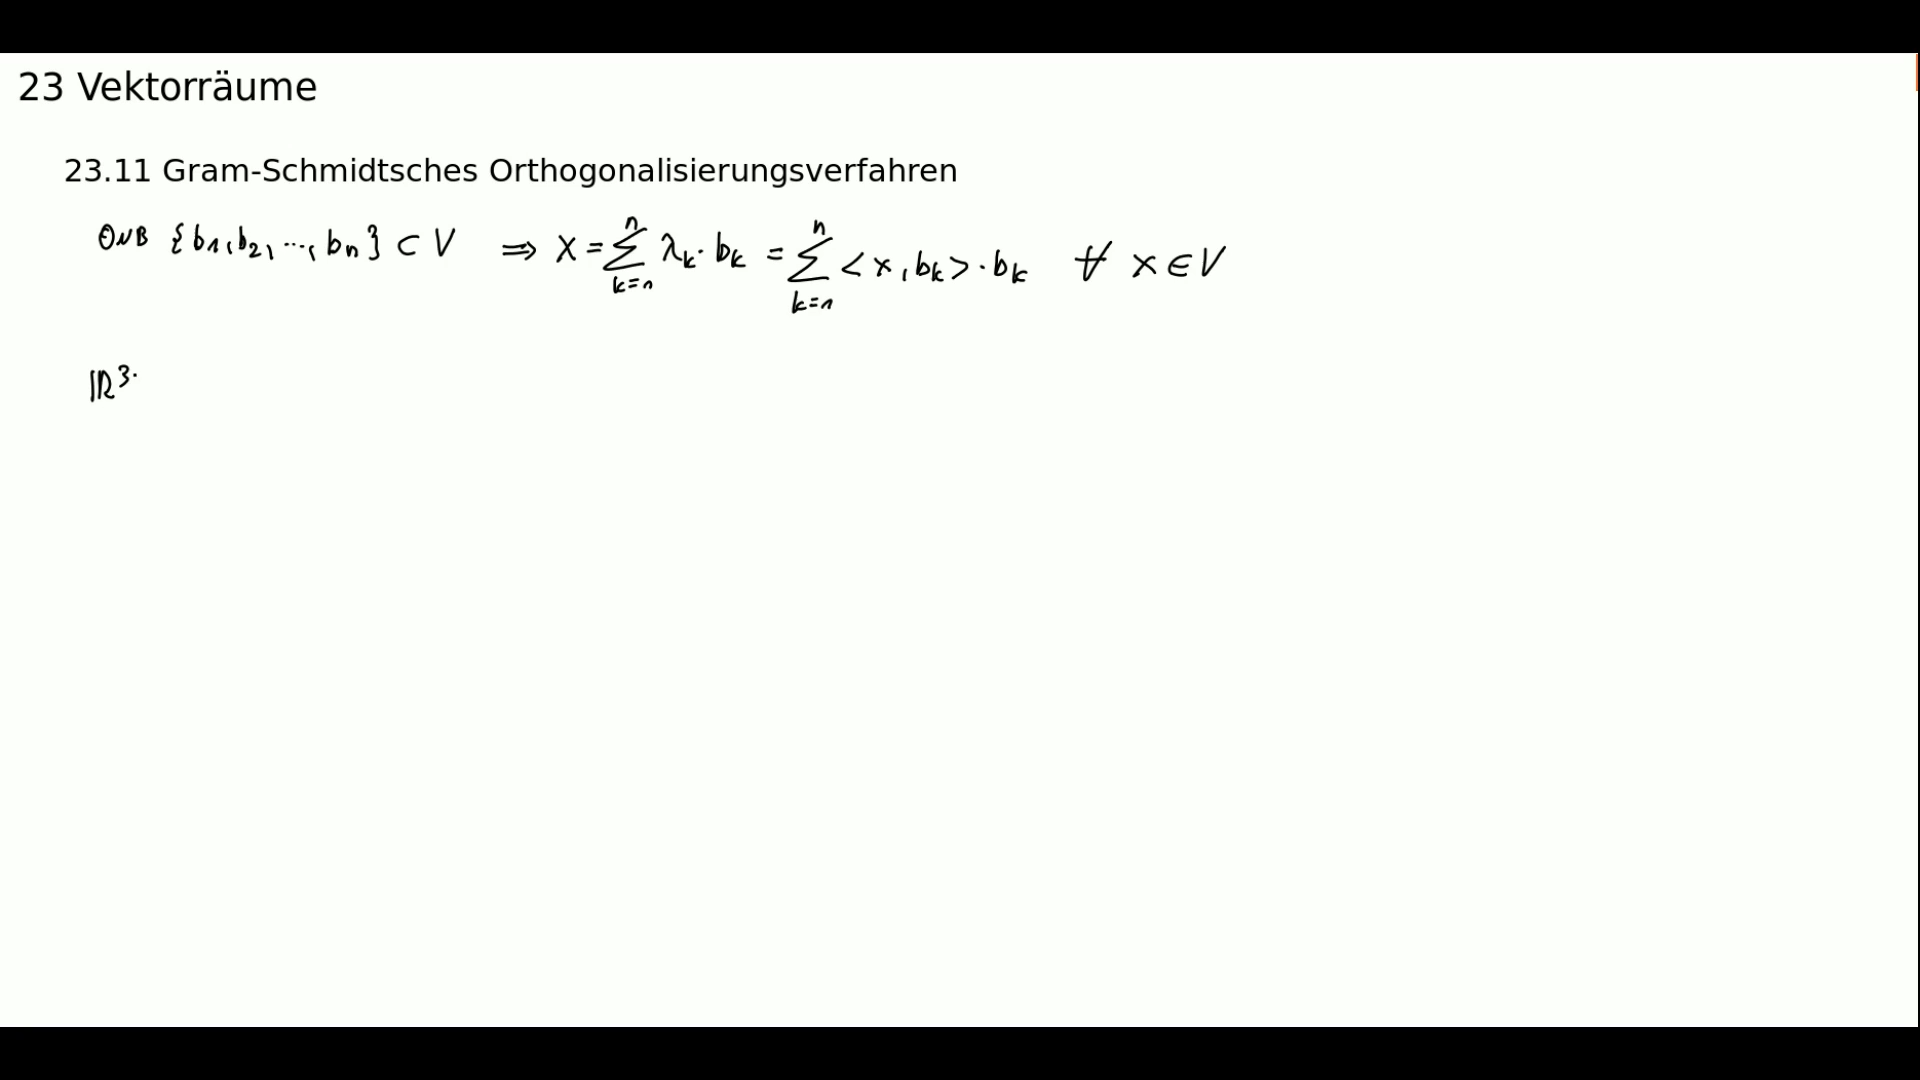 23 Vektorräume
23.11 Gram-Schmidtsches Orthogonalisierungsverfahren
ONB {b₁, b₂, ..., bₙ} ⊂ V ⇒ x = ∑ₖ₌₁ⁿ λₖ · bₖ = ∑ₖ₌₁ⁿ <x, bₖ> · bₖ ∀ x ∈ V
ℝ³·